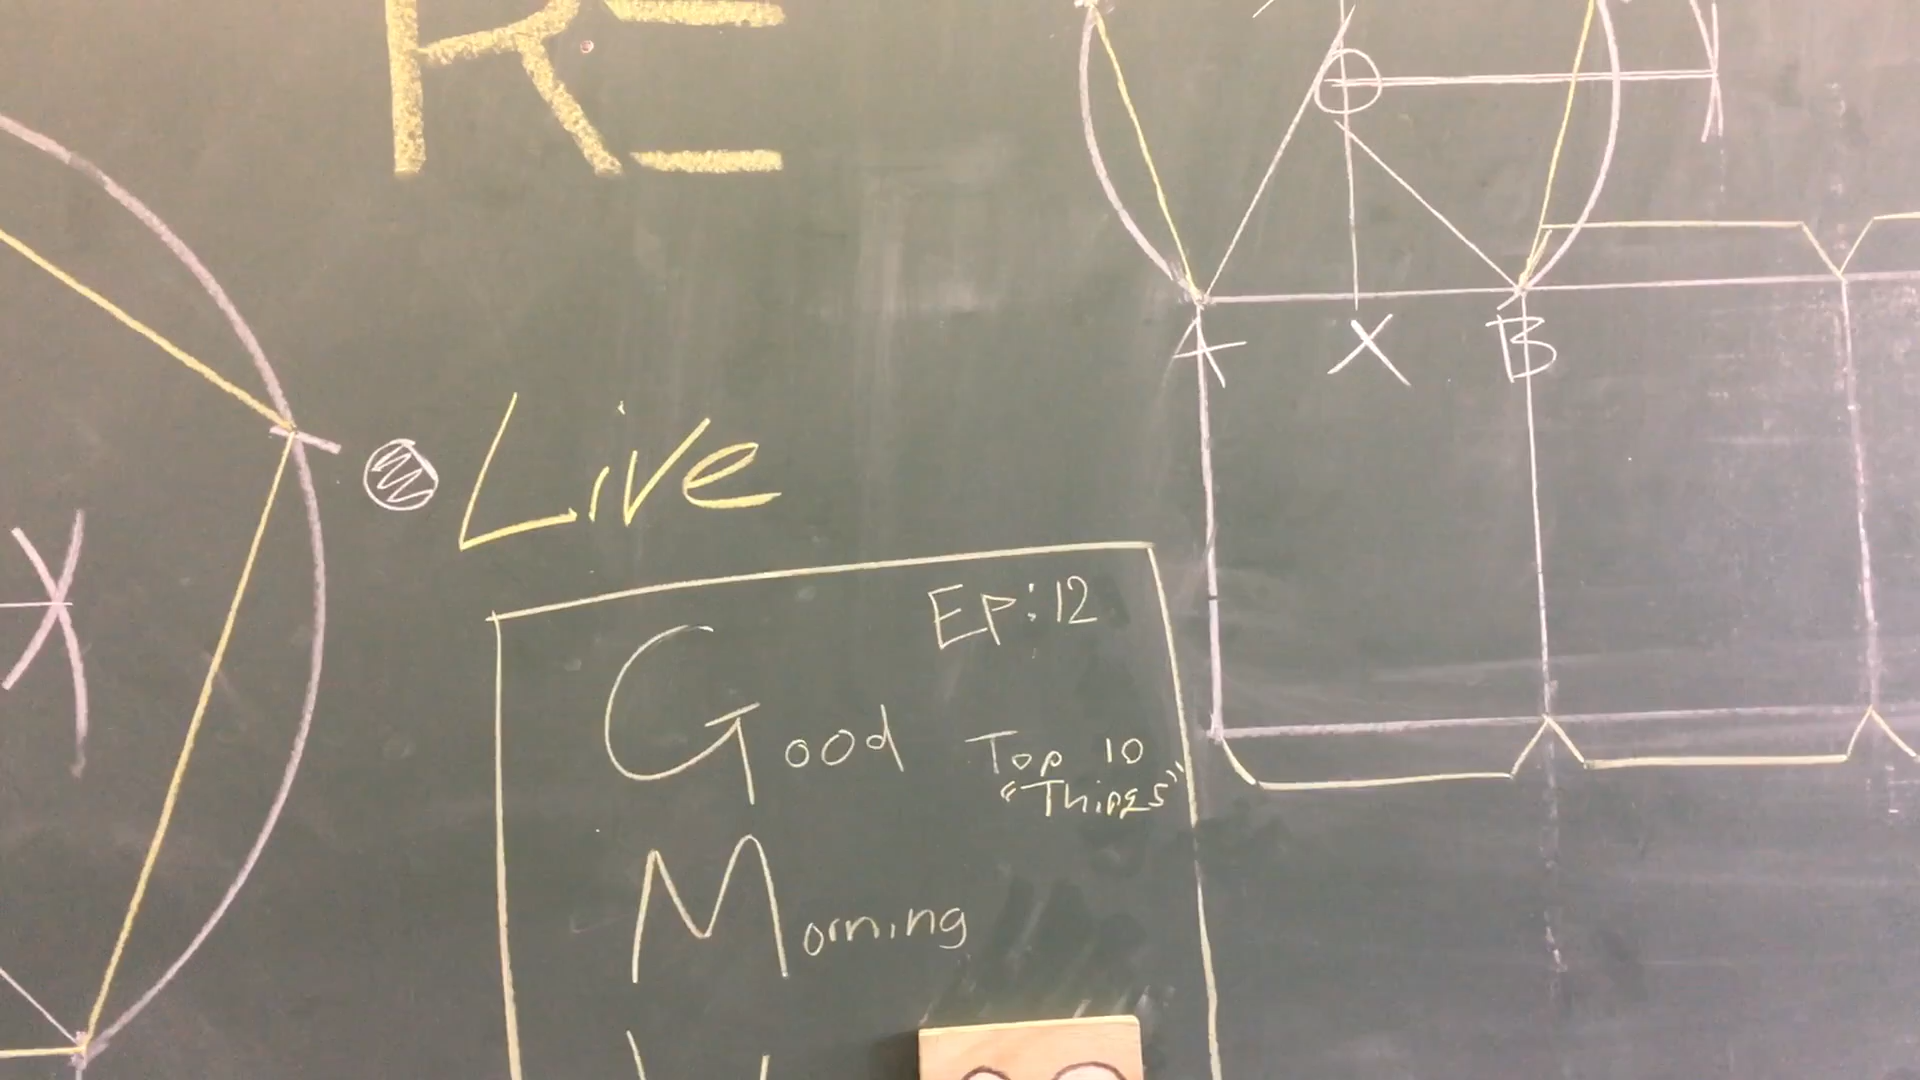 RE
A X B
Live
Ep:12
Good
Top 10
"Things"
Morning